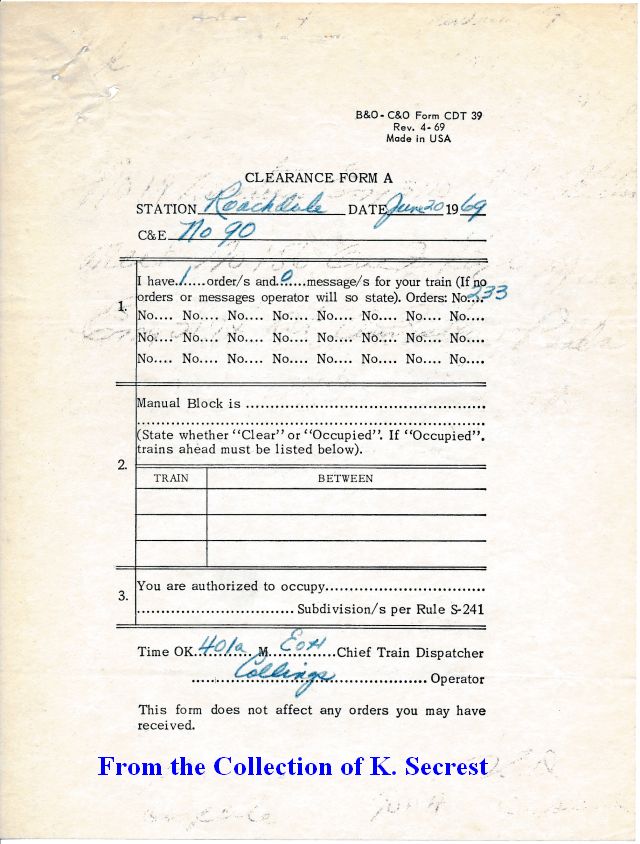 B&O - C&O Form CDT 39
Rev. 4-69
Made in USA
CLEARANCE FORM A
STATION Roachdale DATE June 20 1969
C&E No 90
1. I have 1 order/s and 0 message/s for your train (If no
orders or messages operator will so state). Orders: No.... 233
No.... No.... No.... No.... No.... No.... No.... No....
No.... No.... No.... No.... No.... No.... No.... No....
No.... No.... No.... No.... No.... No.... No.... No....
2. Manual Block is ................................................
................................................
(State whether "Clear" or "Occupied". If "Occupied".
trains ahead must be listed below).
TRAIN BETWEEN
3. You are authorized to occupy................................
................................ Subdivision/s per Rule S-241
Time OK 401a M EOH Chief Train Dispatcher
Collings Operator
This form does not affect any orders you may have
received.
From the Collection of K. Secrest